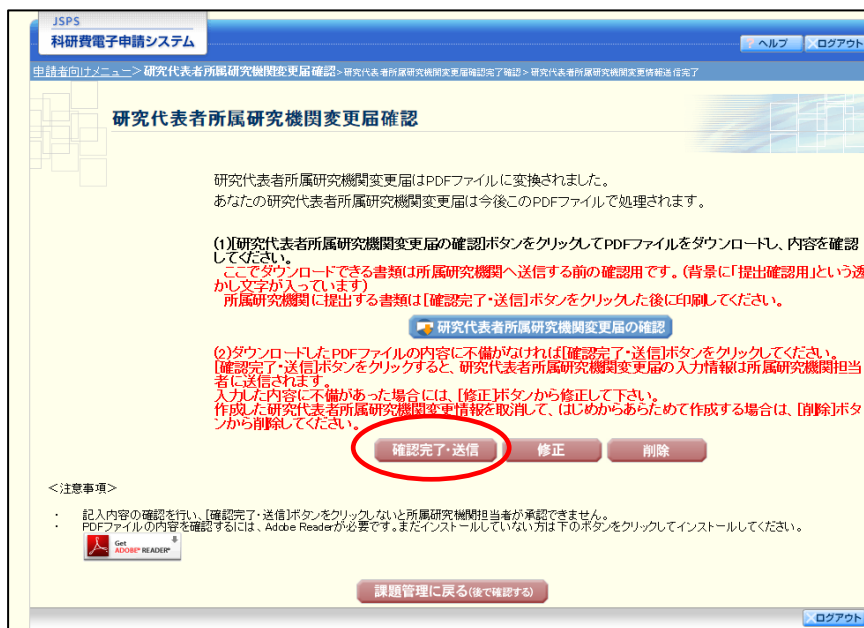 JSPS
科研費電子申請システム
? ヘルプ
×ログアウト
申請者向けメニュー>研究代表者所属研究機関変更届確認>研究代表者所属研究機関変更届確認完了確認>研究代表者所属研究機関変更情報送信完了
研究代表者所属研究機関変更届確認
研究代表者所属研究機関変更届はPDFファイルに変換されました。
あなたの研究代表者所属研究機関変更届は今後このPDFファイルで処理されます。
(1)[研究代表者所属研究機関変更届の確認]ボタンをクリックしてPDFファイルをダウンロードし、内容を確認
してください。
ここでダウンロードできる書類は所属研究機関へ送信する前の確認用です。(背景に「提出確認用」という透
かし文字が入っています)
所属研究機関に提出する書類は[確認完了・送信]ボタンをクリックした後に印刷してください。
研究代表者所属研究機関変更届の確認
(2)ダウンロードしたPDFファイルの内容に不備がなければ[確認完了・送信]ボタンをクリックしてください。
[確認完了・送信]ボタンをクリックすると、研究代表者所属研究機関変更届の入力情報は所属研究機関担当
者に送信されます。
入力した内容に不備があった場合には、[修正]ボタンから修正して下さい。
作成した研究代表者所属研究機関変更情報を取消して、はじめからあらためて作成する場合は、[削除]ボタ
ンから削除してください。
確認完了・送信
修正
削除
<注意事項>
・ 記入内容の確認を行い、[確認完了・送信]ボタンをクリックしないと所属研究機関担当者が承認できません。
・ PDFファイルの内容を確認するには、Adobe Readerが必要です。まだインストールしていない方は下のボタンをクリックしてインストールしてください。
Get
ADOBE® READER®
課題管理に戻る(後で確認する)
×ログアウト